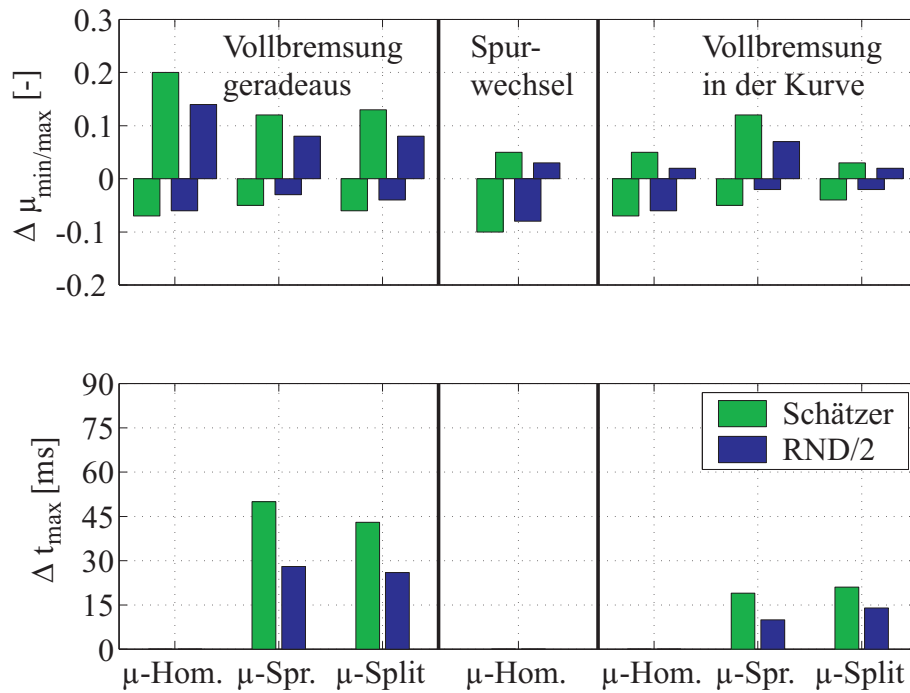 0.3
0.2
0.1
0
-0.1
-0.2
Δ μmin/max [-]
Vollbremsung
geradeaus
Spur-
wechsel
Vollbremsung
in der Kurve
90
75
60
45
30
15
0
Δ tmax [ms]
Schätzer
RND/2
μ-Hom. μ-Spr. μ-Split μ-Hom. μ-Hom. μ-Spr. μ-Split